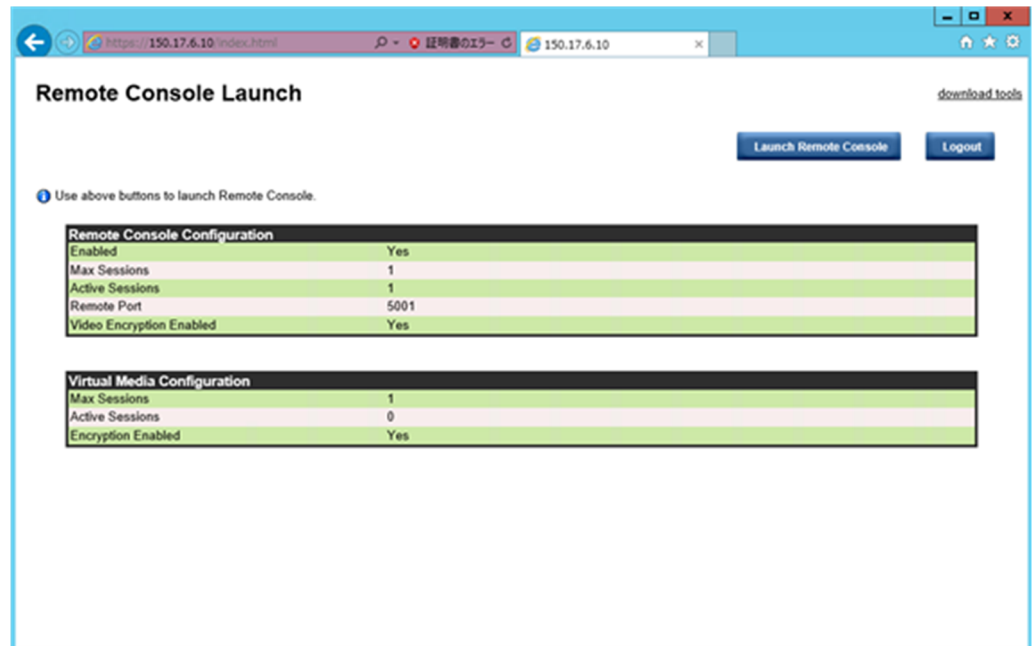 https://150.17.6.10/index.html 証明書のエラー 150.17.6.10
Remote Console Launch
download tools
Launch Remote Console Logout
Use above buttons to launch Remote Console.
Remote Console Configuration
Enabled Yes
Max Sessions 1
Active Sessions 1
Remote Port 5001
Video Encryption Enabled Yes
Virtual Media Configuration
Max Sessions 1
Active Sessions 0
Encryption Enabled Yes